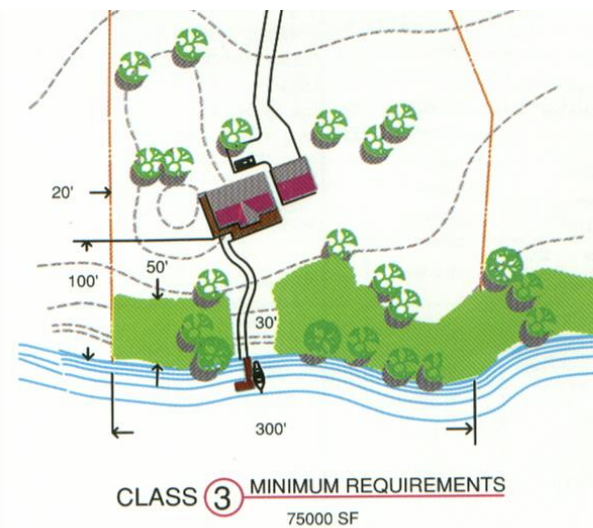 20'
50'
100'
30'
300'
CLASS 3 MINIMUM REQUIREMENTS
75000 SF